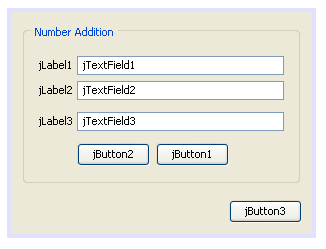 Number Addition
jLabel1 jTextField1
jLabel2 jTextField2
jLabel3 jTextField3
jButton2 jButton1
jButton3